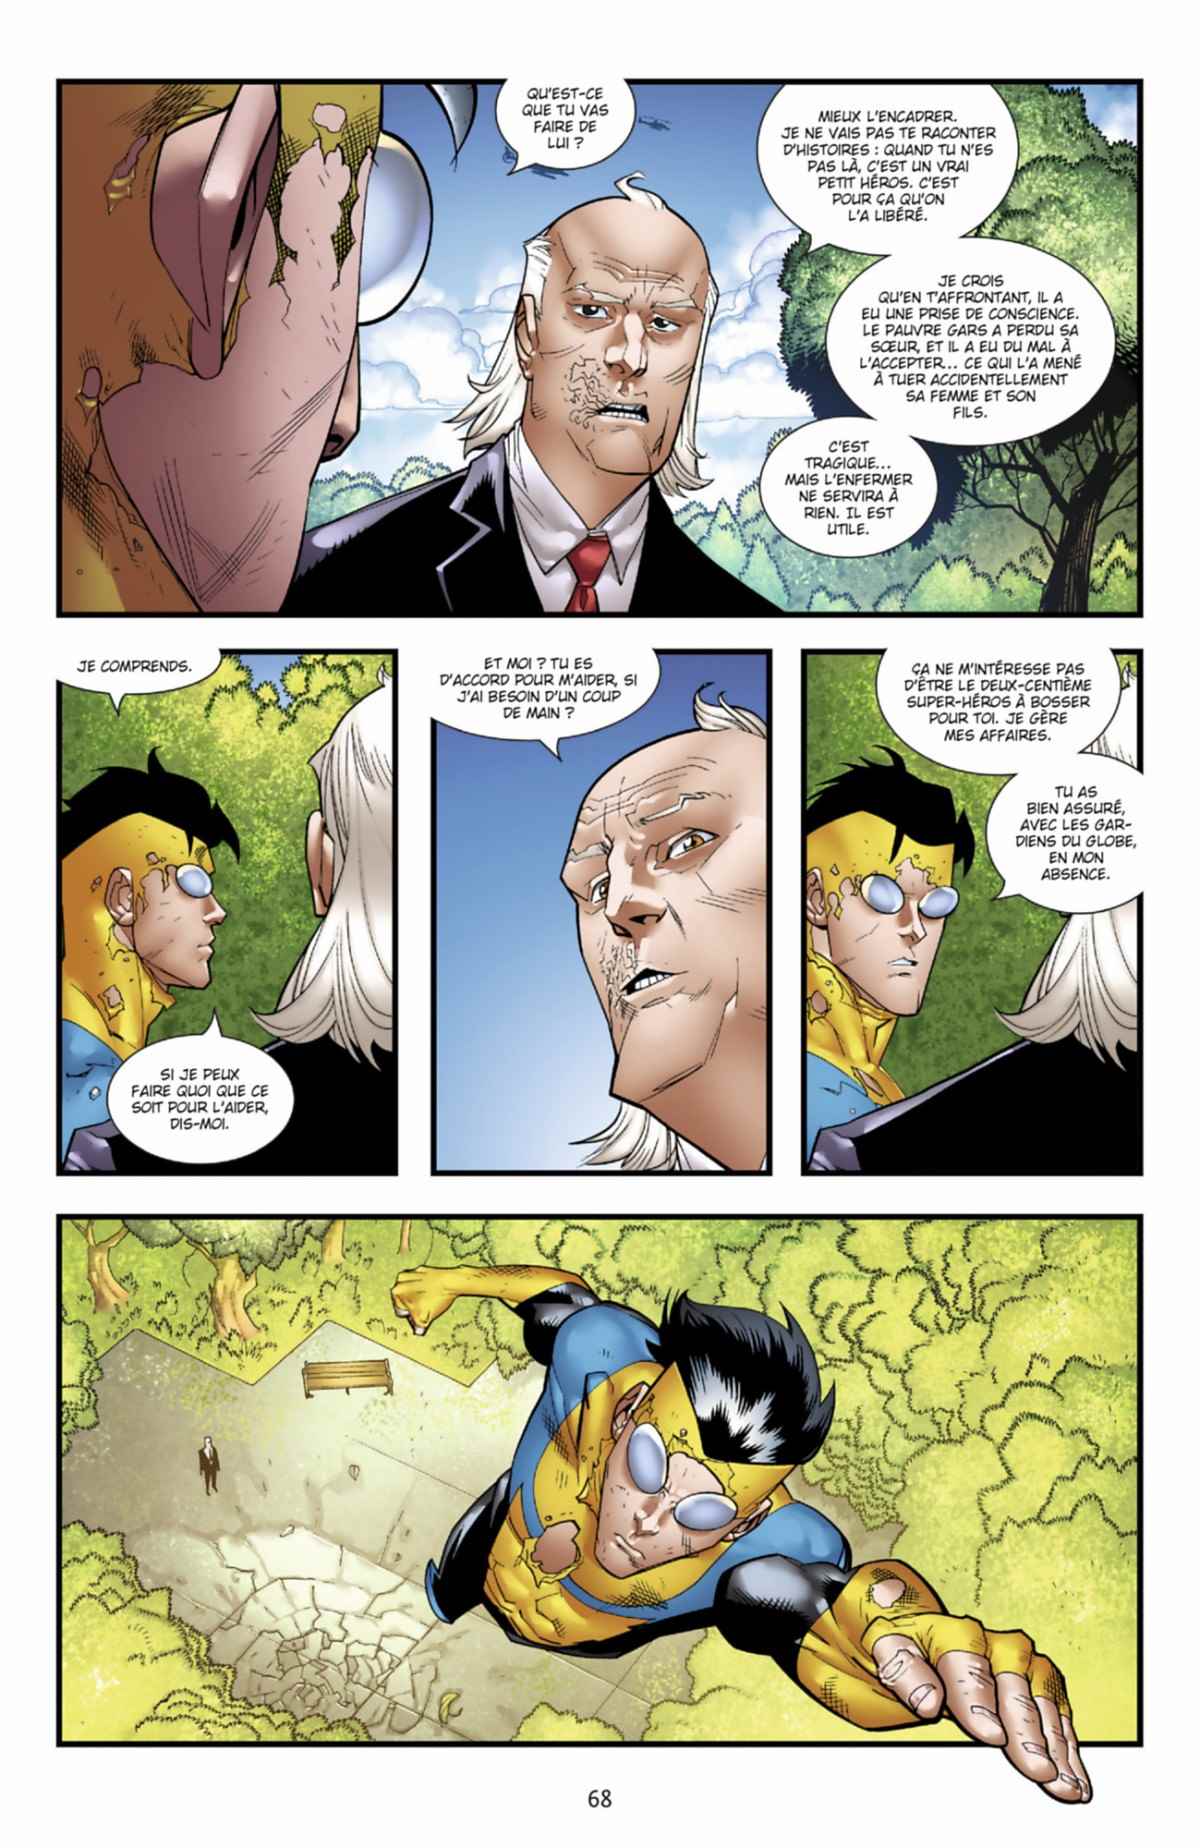 QU'EST-CE
QUE TU VAS
FAIRE DE
LUI ?
MIEUX L'ENCADRER.
JE NE VAIS PAS TE RACONTER
D'HISTOIRES : QUAND TU N'ES
PAS LÀ, C'EST UN VRAI
PETIT HÉROS. C'EST
POUR ÇA QU'ON
L'A LIBÉRÉ.
JE CROIS
QU'EN T'AFFRONTANT, IL A
EU UNE PRISE DE CONSCIENCE.
LE PAUVRE GARS A PERDU SA
SŒUR, ET IL A EU DU MAL À
L'ACCEPTER... CE QUI L'A MENÉ
À TUER ACCIDENTELLEMENT
SA FEMME ET SON
FILS.
C'EST
TRAGIQUE...
MAIS L'ENFERMER
NE SERVIRA À
RIEN. IL EST
UTILE.
JE COMPRENDS.
SI JE PEUX
FAIRE QUOI QUE CE
SOIT POUR L'AIDER,
DIS-MOI.
ET MOI ? TU ES
D'ACCORD POUR M'AIDER, SI
J'AI BESOIN D'UN COUP
DE MAIN ?
ÇA NE M'INTÉRESSE PAS
D'ÊTRE LE DEUX-CENTIÈME
SUPER-HÉROS À BOSSER
POUR TOI. JE GÈRE
MES AFFAIRES.
TU AS
BIEN ASSURÉ,
AVEC LES GAR-
DIENS DU GLOBE,
EN MON
ABSENCE.
68